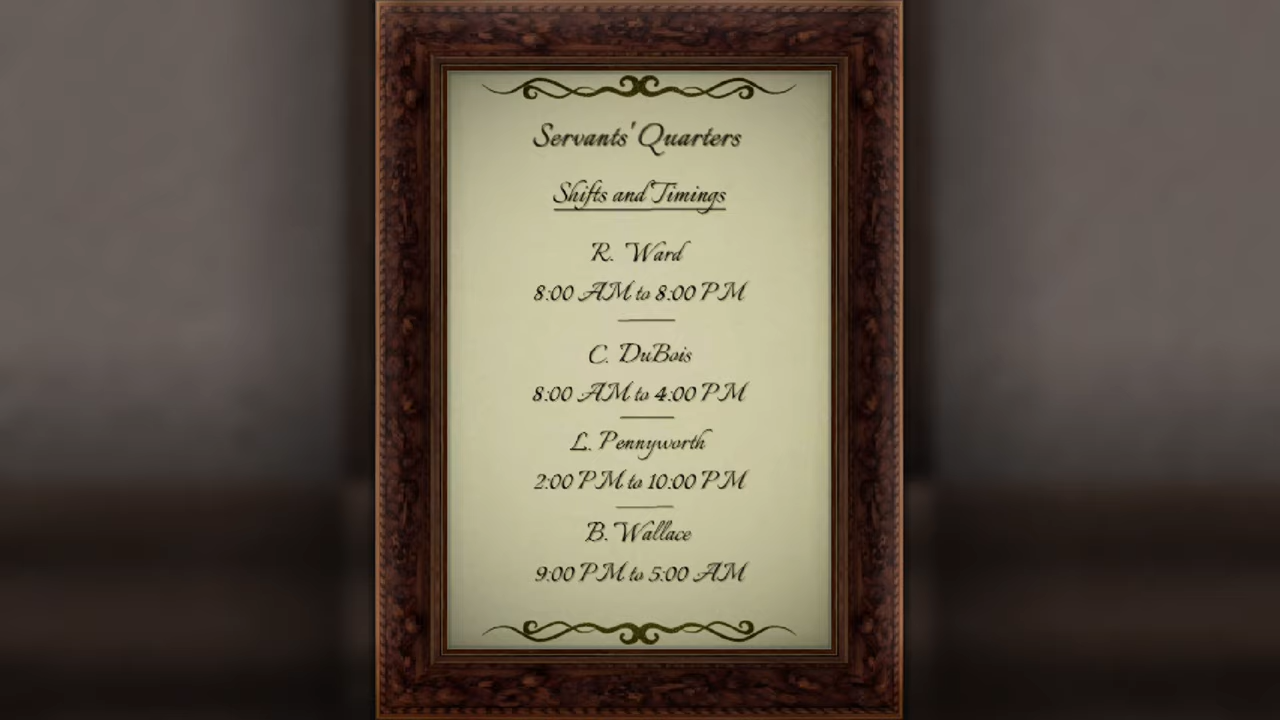 Servants' Quarters
Shifts and Timings
R. Ward
8:00 AM to 8:00 PM
C. DuBois
8:00 AM to 4:00 PM
L. Pennyworth
2:00 PM to 10:00 PM
B. Wallace
9:00 PM to 5:00 AM